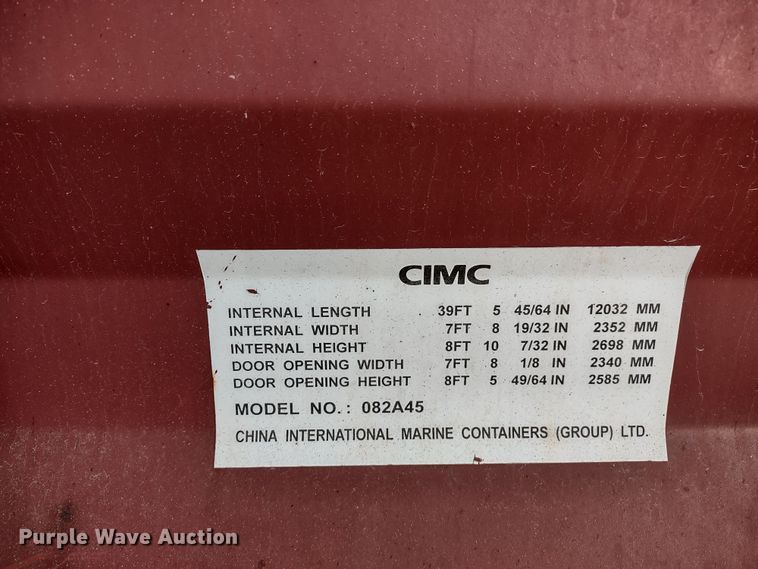 CIMC
INTERNAL LENGTH 39FT 5 45/64 IN 12032 MM
INTERNAL WIDTH 7FT 8 19/32 IN 2352 MM
INTERNAL HEIGHT 8FT 10 7/32 IN 2698 MM
DOOR OPENING WIDTH 7FT 8 1/8 IN 2340 MM
DOOR OPENING HEIGHT 8FT 5 49/64 IN 2585 MM
MODEL NO.: 082A45
CHINA INTERNATIONAL MARINE CONTAINERS (GROUP) LTD.
Purple Wave Auction